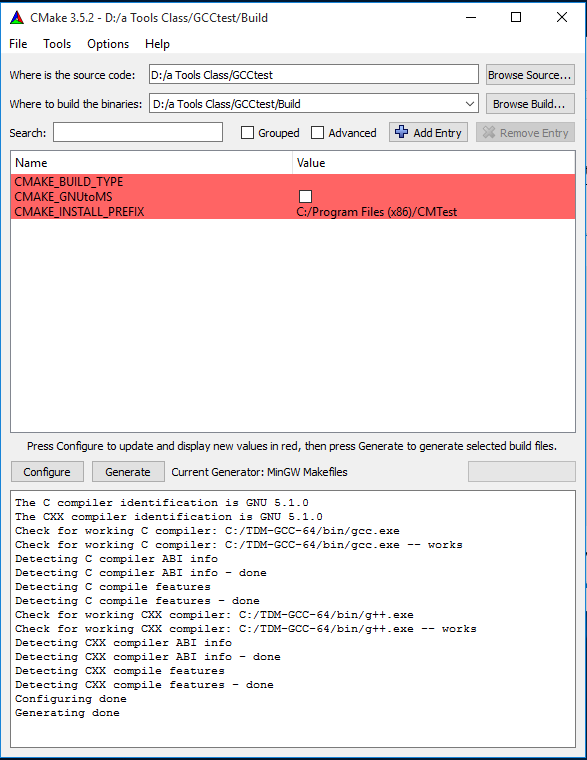 CMake 3.5.2 - D:/a Tools Class/GCCtest/Build
File Tools Options Help
Where is the source code: D:/a Tools Class/GCCtest Browse Source...
Where to build the binaries: D:/a Tools Class/GCCtest/Build Browse Build...
Search: Grouped Advanced Add Entry Remove Entry
Name Value
CMAKE_BUILD_TYPE
CMAKE_GNUtoMS
CMAKE_INSTALL_PREFIX C:/Program Files (x86)/CMTest
Press Configure to update and display new values in red, then press Generate to generate selected build files.
Configure Generate Current Generator: MinGW Makefiles
The C compiler identification is GNU 5.1.0
The CXX compiler identification is GNU 5.1.0
Check for working C compiler: C:/TDM-GCC-64/bin/gcc.exe
Check for working C compiler: C:/TDM-GCC-64/bin/gcc.exe -- works
Detecting C compiler ABI info
Detecting C compiler ABI info - done
Detecting C compile features
Detecting C compile features - done
Check for working CXX compiler: C:/TDM-GCC-64/bin/g++.exe
Check for working CXX compiler: C:/TDM-GCC-64/bin/g++.exe -- works
Detecting CXX compiler ABI info
Detecting CXX compiler ABI info - done
Detecting CXX compile features
Detecting CXX compile features - done
Configuring done
Generating done